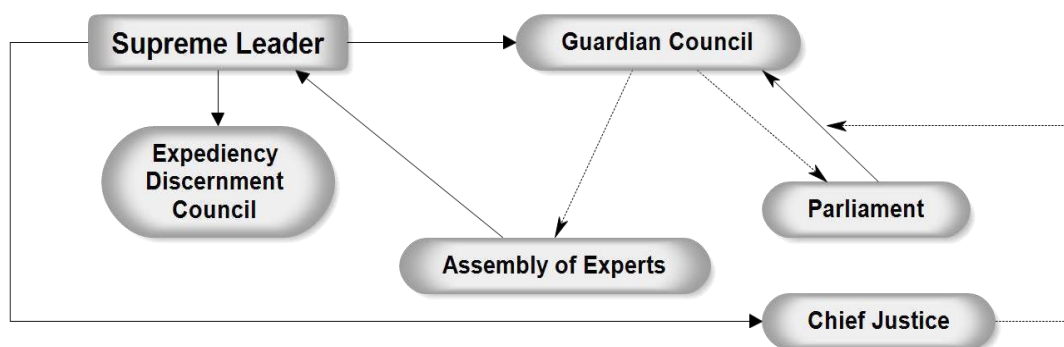 Supreme Leader
Guardian Council
Expediency
Discernment
Council
Parliament
Assembly of Experts
Chief Justice